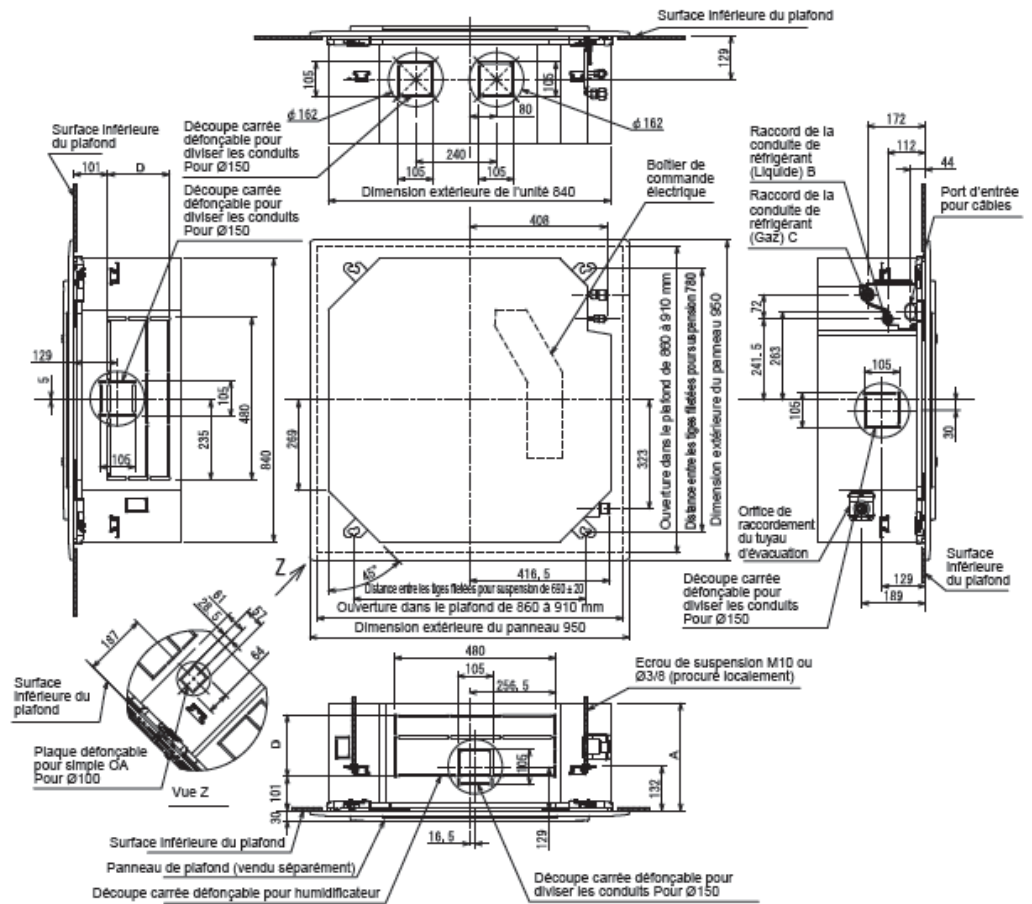 Surface inférieure du plafond
129
105
105
ϕ 162
80
ϕ 162
240
105
105
Dimension extérieure de l'unité 840
Surface inférieure
du plafond
101
D
Découpe carrée
défonçable pour
diviser les conduits
Pour Ø150
Découpe carrée
défonçable pour
diviser les conduits
Pour Ø150
Boîtier de
commande
électrique
408
172
112
44
Raccord de la
conduite de
réfrigérant
(Liquide) B
Raccord de la
conduite de
réfrigérant
(Gaz) C
Port d'entrée
pour câbles
129
5
105
105
235
480
840
269
323
Ouverture dans le plafond de 860 à 910 mm
Distance entre les tiges filetées pour suspension 780
Dimension extérieure du panneau 950
72
241, 5
263
105
105
30
Orifice de
raccordement
du tuyau
d'évacuation
Surface
inférieure
du plafond
129
189
Découpe carrée
défonçable pour
diviser les conduits
Pour Ø150
Z
45°
416, 5
Distance entre les tiges filetées pour suspension de 690 ± 20
Ouverture dans le plafond de 860 à 910 mm
Dimension extérieure du panneau 950
187
61
28, 5
57
64
Surface
inférieure du
plafond
Plaque défonçable
pour simple OA
Pour Ø100
Vue Z
480
105
256, 5
Ecrou de suspension M10 ou
Ø3/8 (procuré localement)
D
101
30
105
A
132
16, 5
129
Surface inférieure du plafond
Panneau de plafond (vendu séparément)
Découpe carrée défonçable pour humidificateur
Découpe carrée défonçable pour
diviser les conduits Pour Ø150